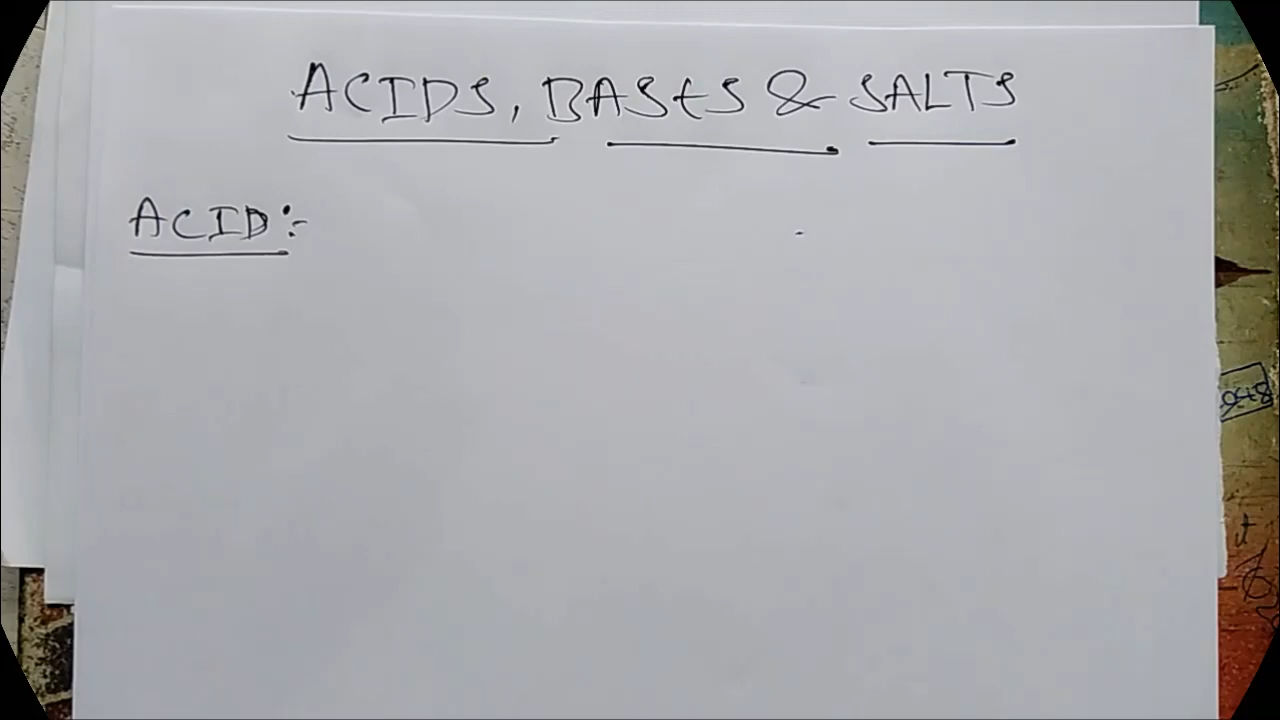 ACIDS, BASES & SALTS
ACID:-